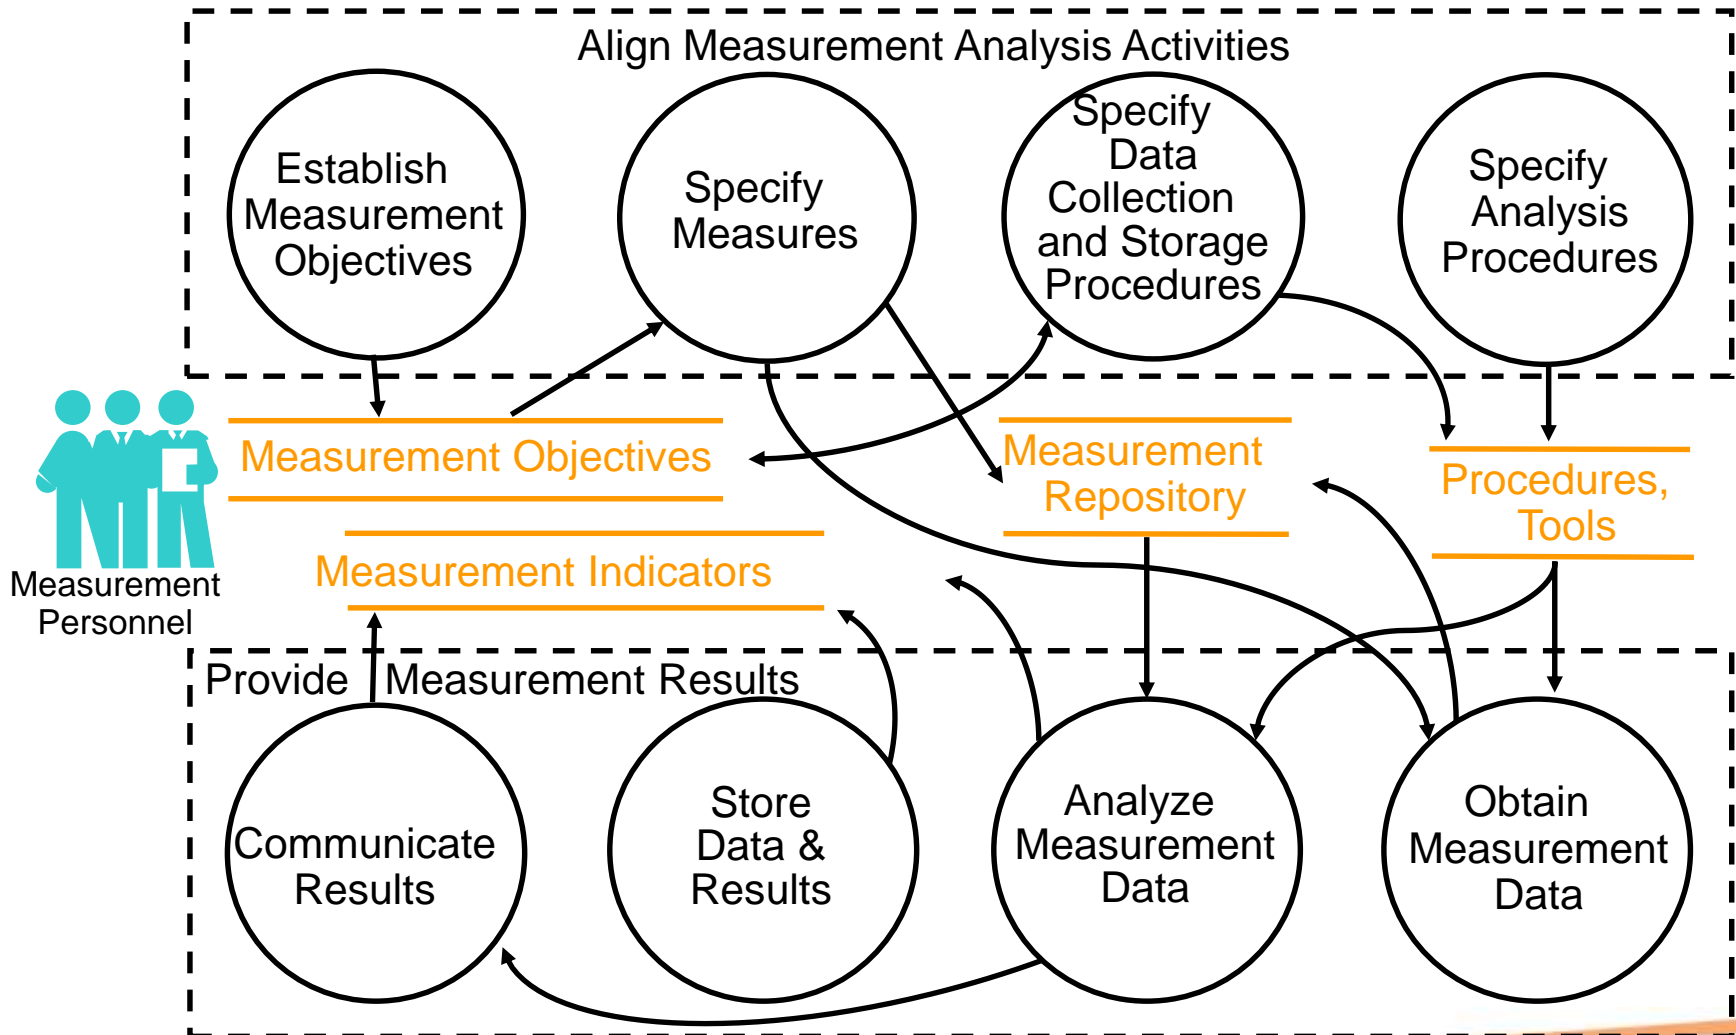 Align Measurement Analysis Activities
Establish
Measurement
Objectives
Specify
Measures
Specify
Data
Collection
and Storage
Procedures
Specify
Analysis
Procedures
Measurement Objectives
Measurement
Repository
Procedures,
Tools
Measurement Indicators
Measurement
Personnel
Provide Measurement Results
Communicate
Results
Store
Data &
Results
Analyze
Measurement
Data
Obtain
Measurement
Data